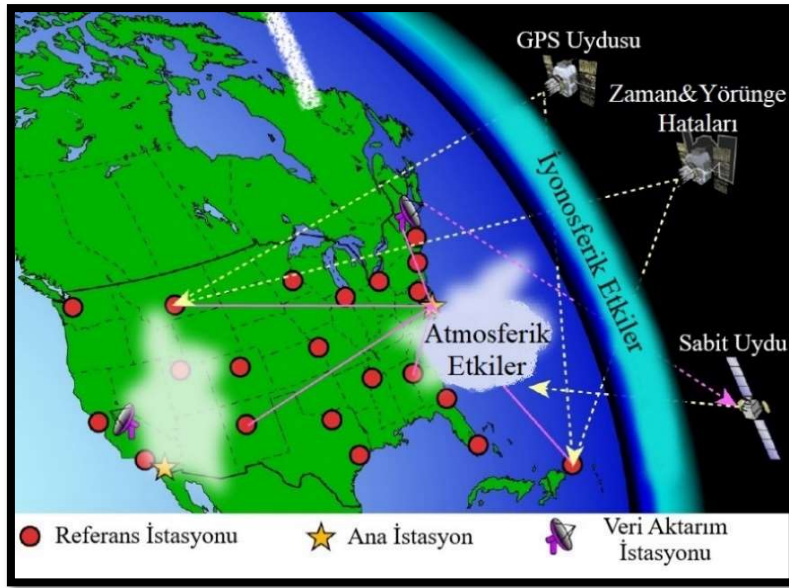 GPS Uydusu
Zaman&Yörünge
Hataları
İyonosferik Etkiler
Atmosferik
Etkiler
Sabit Uydu
Referans İstasyonu
Ana İstasyon
Veri Aktarım
İstasyonu